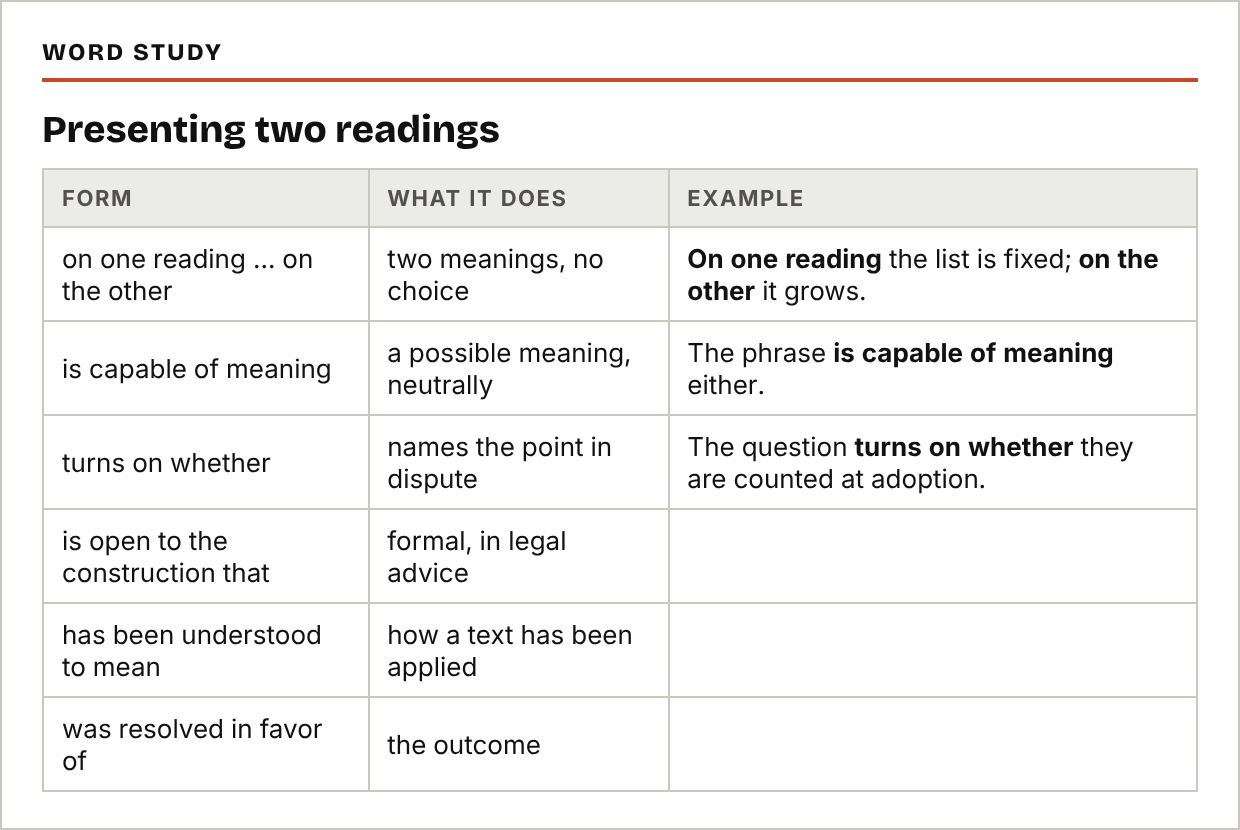 WORD STUDY
Presenting two readings
FORM
WHAT IT DOES
EXAMPLE
on one reading … on
the other
two meanings, no
choice
On one reading the list is fixed; on the
other it grows.
is capable of meaning
a possible meaning,
neutrally
The phrase is capable of meaning
either.
turns on whether
names the point in
dispute
The question turns on whether they
are counted at adoption.
is open to the
construction that
formal, in legal
advice
has been understood
to mean
how a text has been
applied
was resolved in favor
of
the outcome